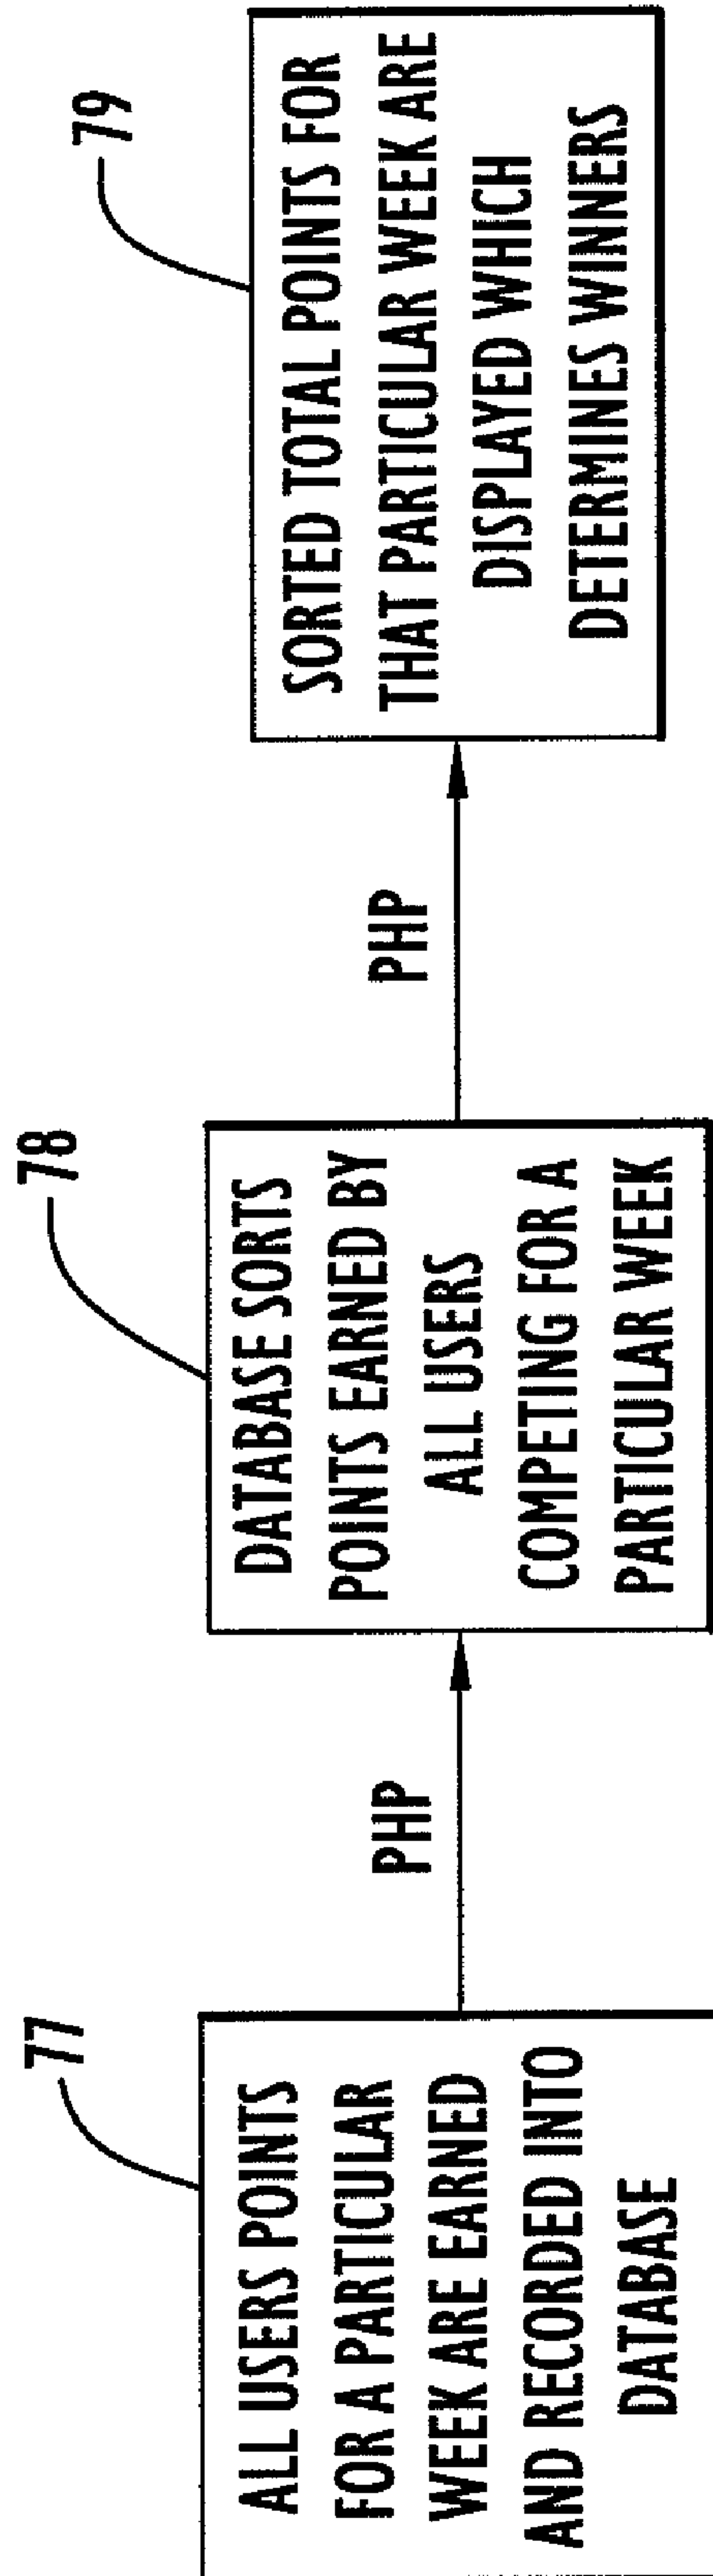 77
ALL USERS POINTS
FOR A PARTICULAR
WEEK ARE EARNED
AND RECORDED INTO
DATABASE
PHP
78
DATABASE SORTS
POINTS EARNED BY
ALL USERS
COMPETING FOR A
PARTICULAR WEEK
PHP
79
SORTED TOTAL POINTS FOR
THAT PARTICULAR WEEK ARE
DISPLAYED WHICH
DETERMINES WINNERS